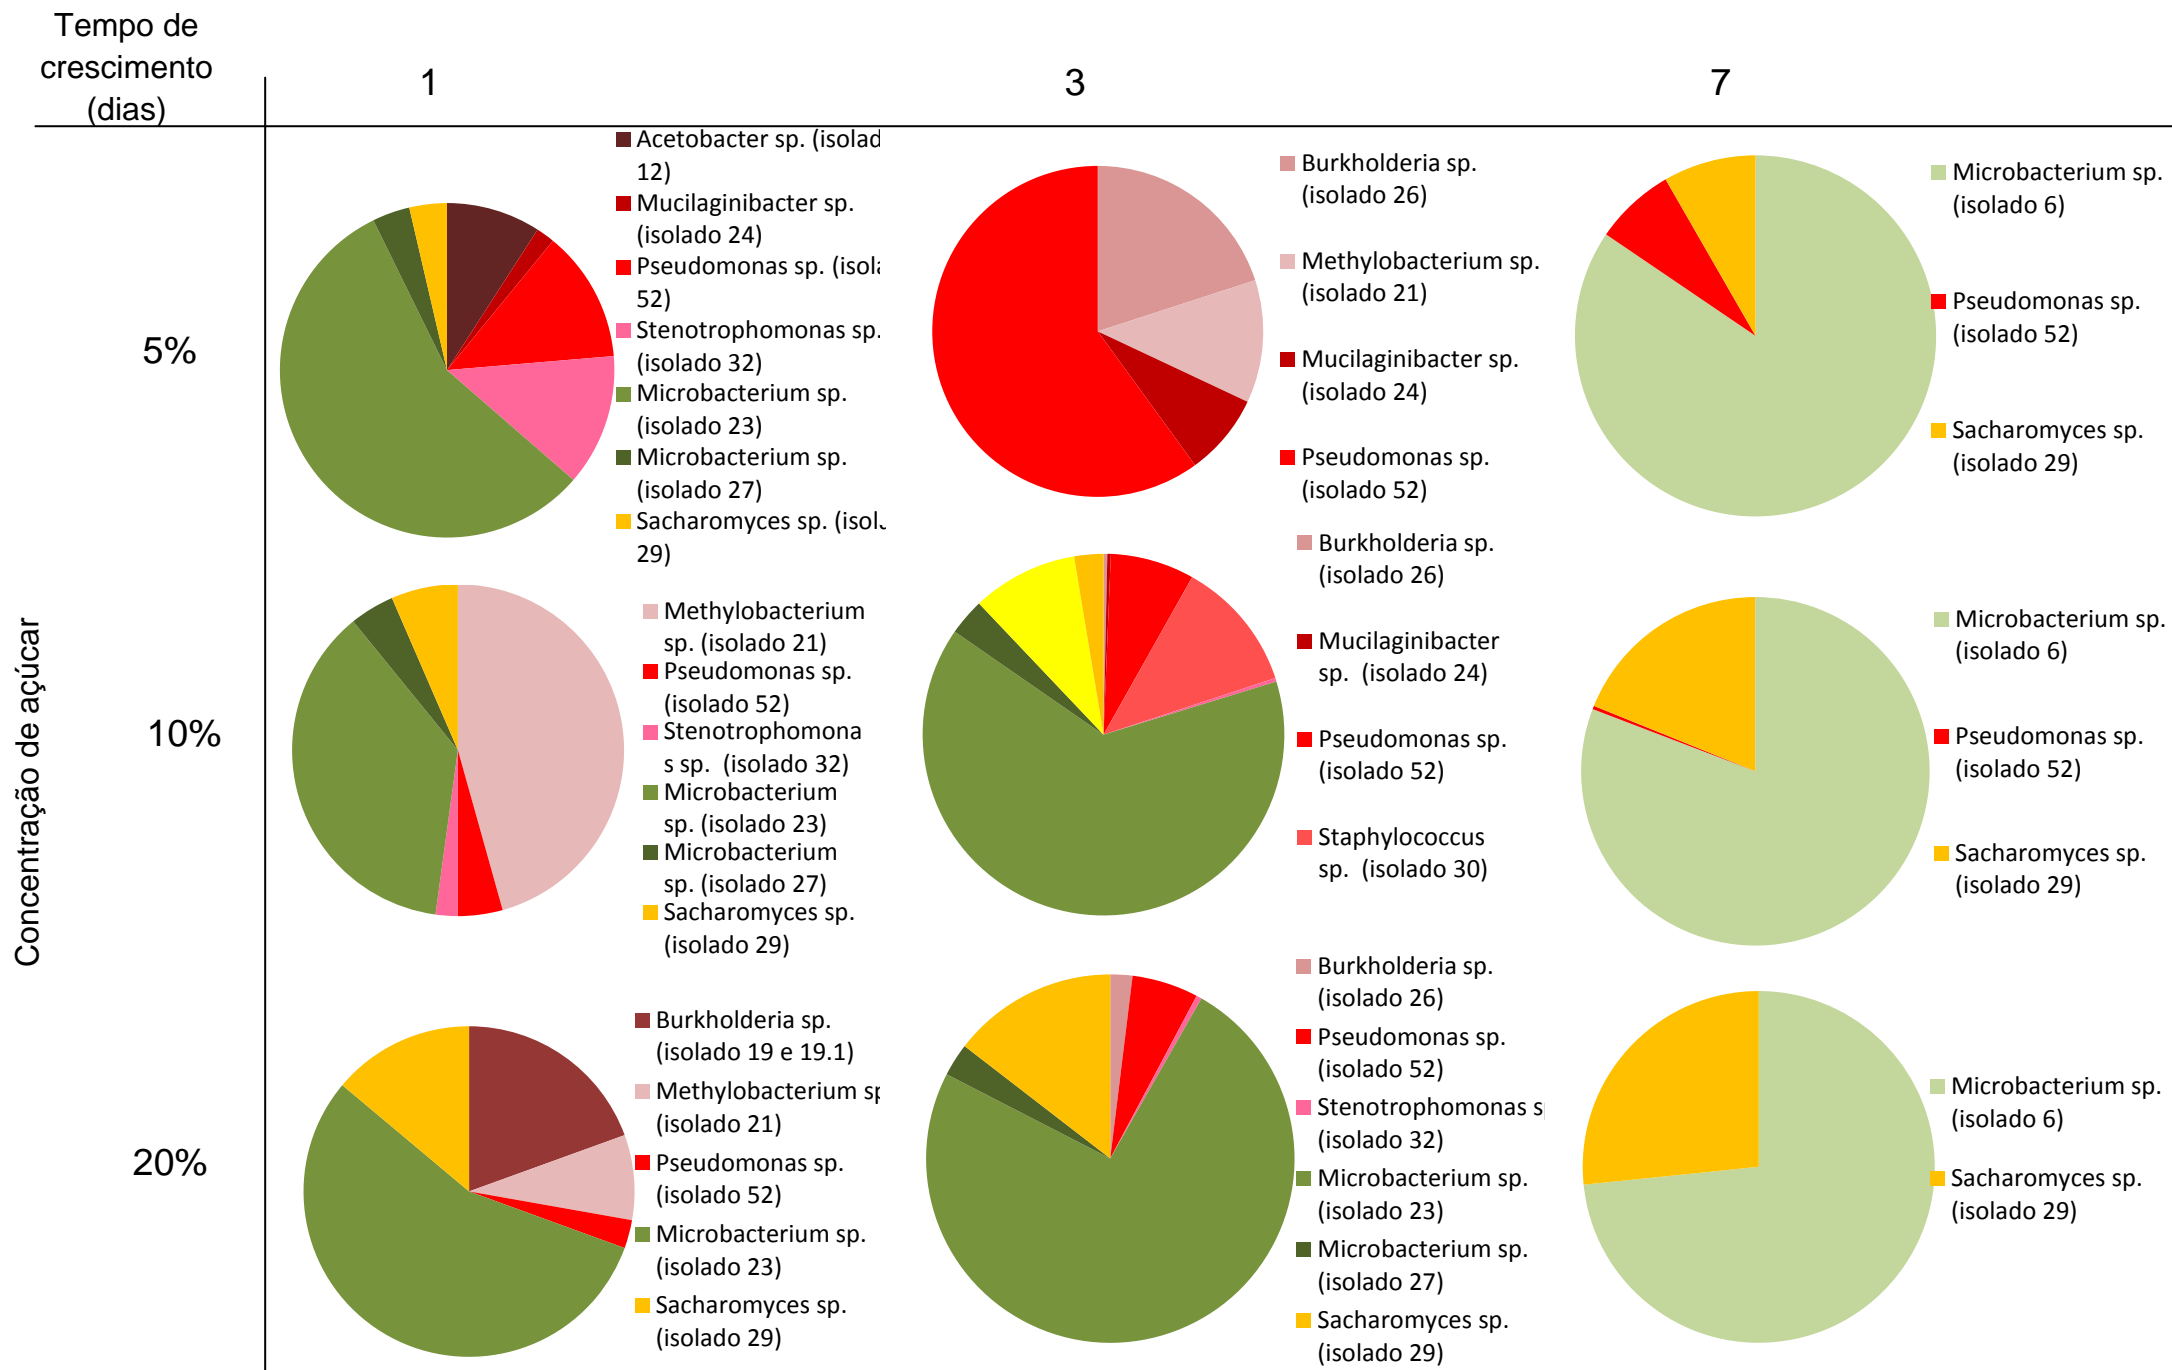 Tempo de
crescimento
(dias)
1
3
7
Concentração de açúcar
5%
Acetobacter sp. (isolad
12)
Mucilaginibacter sp.
(isolado 24)
Pseudomonas sp. (isola
52)
Stenotrophomonas sp.
(isolado 32)
Microbacterium sp.
(isolado 23)
Microbacterium sp.
(isolado 27)
Sacharomyces sp. (isol
29)
Burkholderia sp.
(isolado 26)
Methylobacterium sp.
(isolado 21)
Mucilaginibacter sp.
(isolado 24)
Pseudomonas sp.
(isolado 52)
Microbacterium sp.
(isolado 6)
Pseudomonas sp.
(isolado 52)
Sacharomyces sp.
(isolado 29)
10%
Methylobacterium
sp. (isolado 21)
Pseudomonas sp.
(isolado 52)
Stenotrophomona
s sp. (isolado 32)
Microbacterium
sp. (isolado 23)
Microbacterium
sp. (isolado 27)
Sacharomyces sp.
(isolado 29)
Burkholderia sp.
(isolado 26)
Mucilaginibacter
sp. (isolado 24)
Pseudomonas sp.
(isolado 52)
Staphylococcus
sp. (isolado 30)
Microbacterium sp.
(isolado 6)
Pseudomonas sp.
(isolado 52)
Sacharomyces sp.
(isolado 29)
20%
Burkholderia sp.
(isolado 19 e 19.1)
Methylobacterium sp
(isolado 21)
Pseudomonas sp.
(isolado 52)
Microbacterium sp.
(isolado 23)
Sacharomyces sp.
(isolado 29)
Burkholderia sp.
(isolado 26)
Pseudomonas sp.
(isolado 52)
Stenotrophomonas sp
(isolado 32)
Microbacterium sp.
(isolado 23)
Microbacterium sp.
(isolado 27)
Sacharomyces sp.
(isolado 29)
Microbacterium sp.
(isolado 6)
Sacharomyces sp.
(isolado 29)